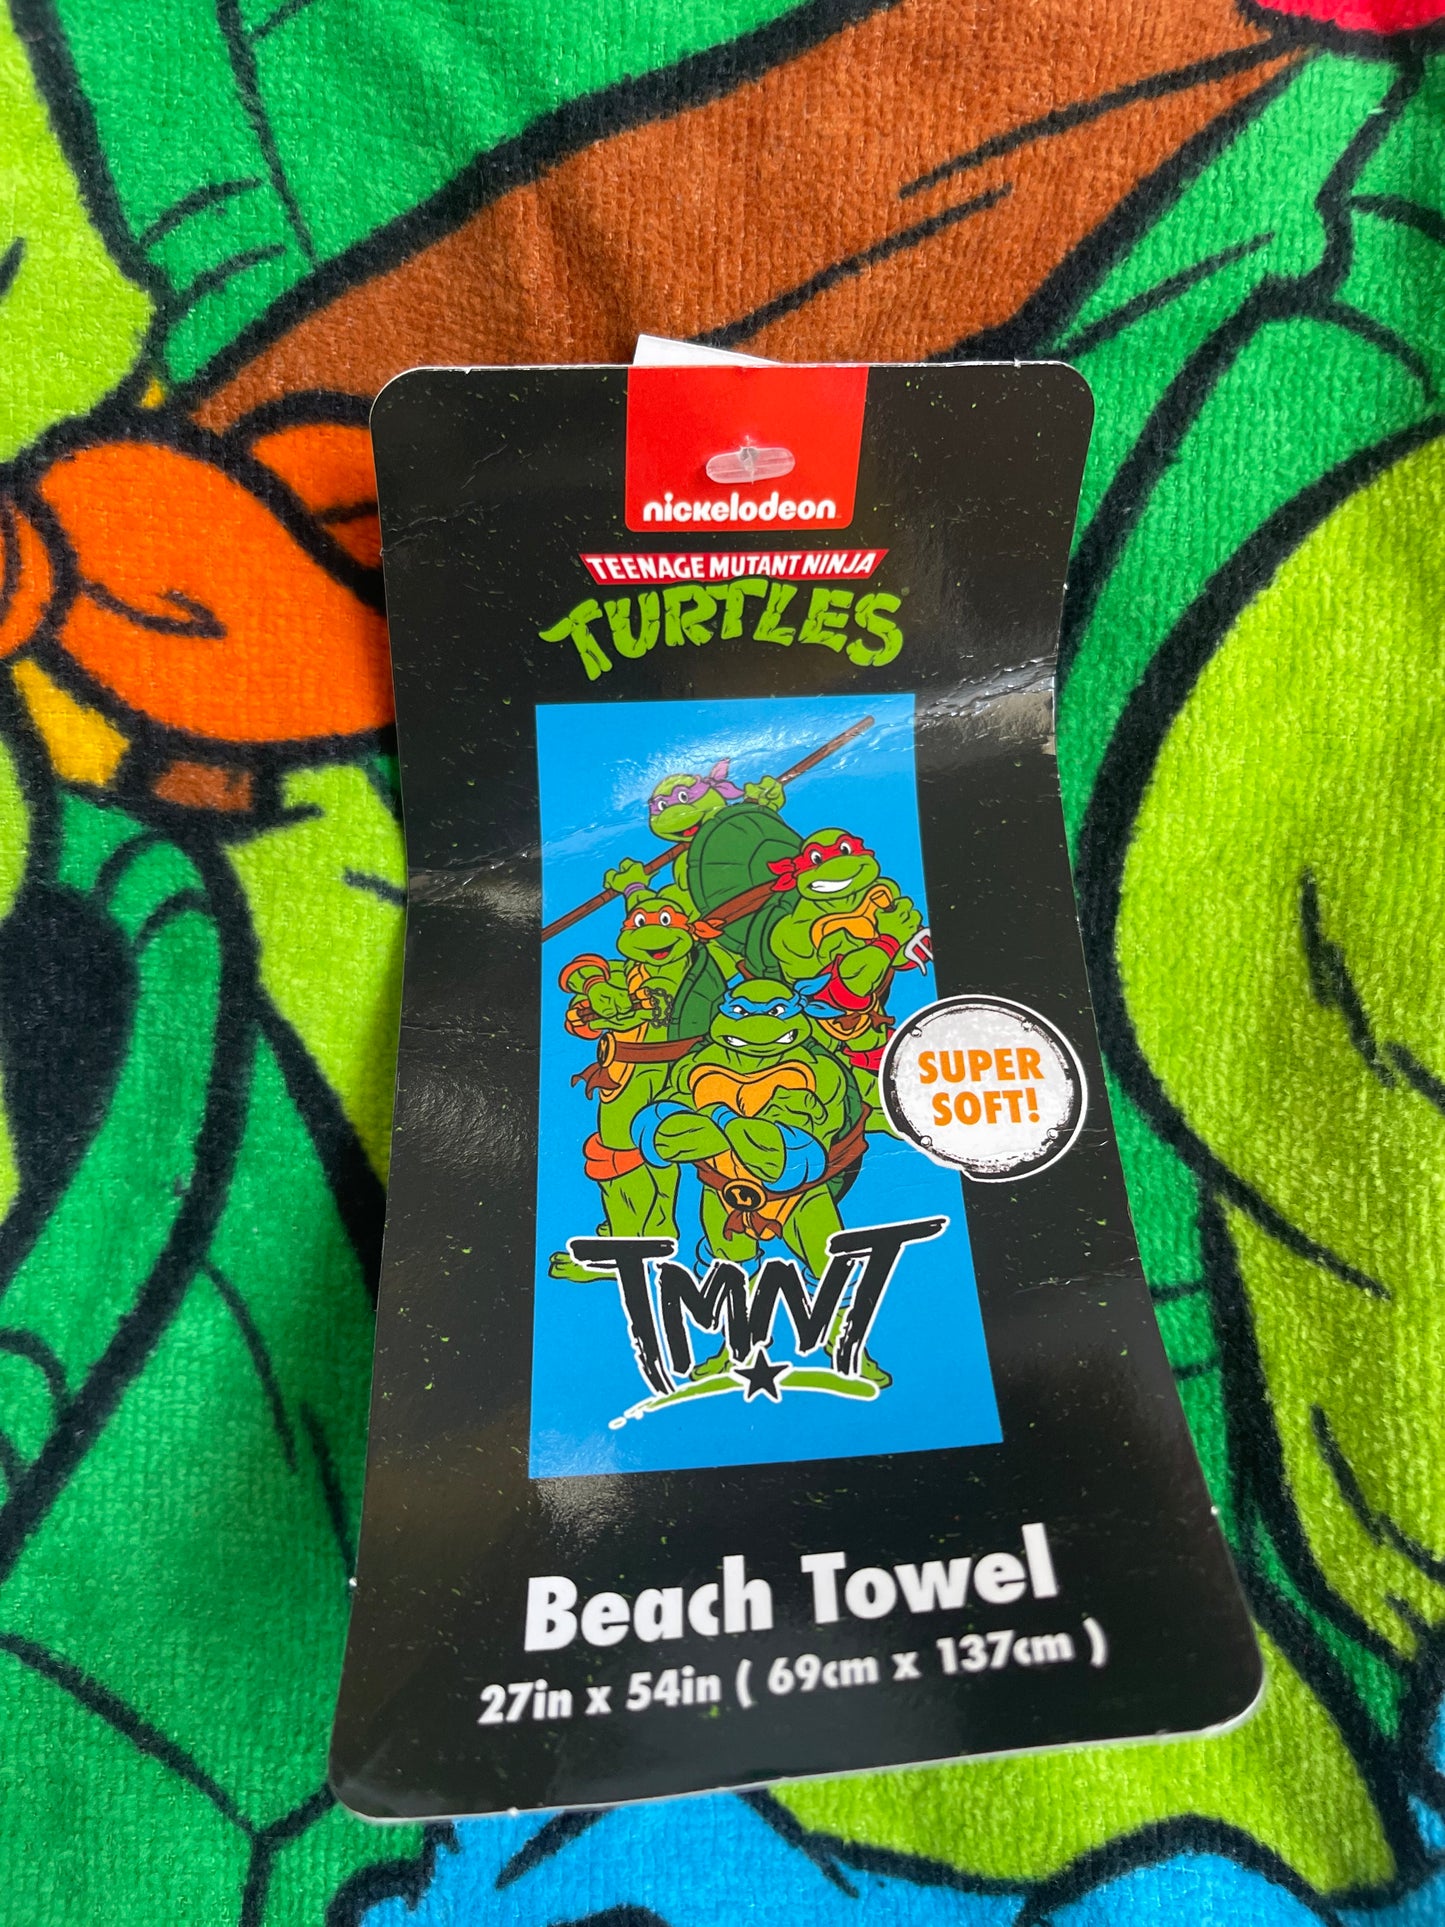 nickelodeon
TEENAGE MUTANT NINJA
TURTLES
SUPER
SOFT!
L
TMNT
Beach Towel
27in x 54in ( 69cm x 137cm )